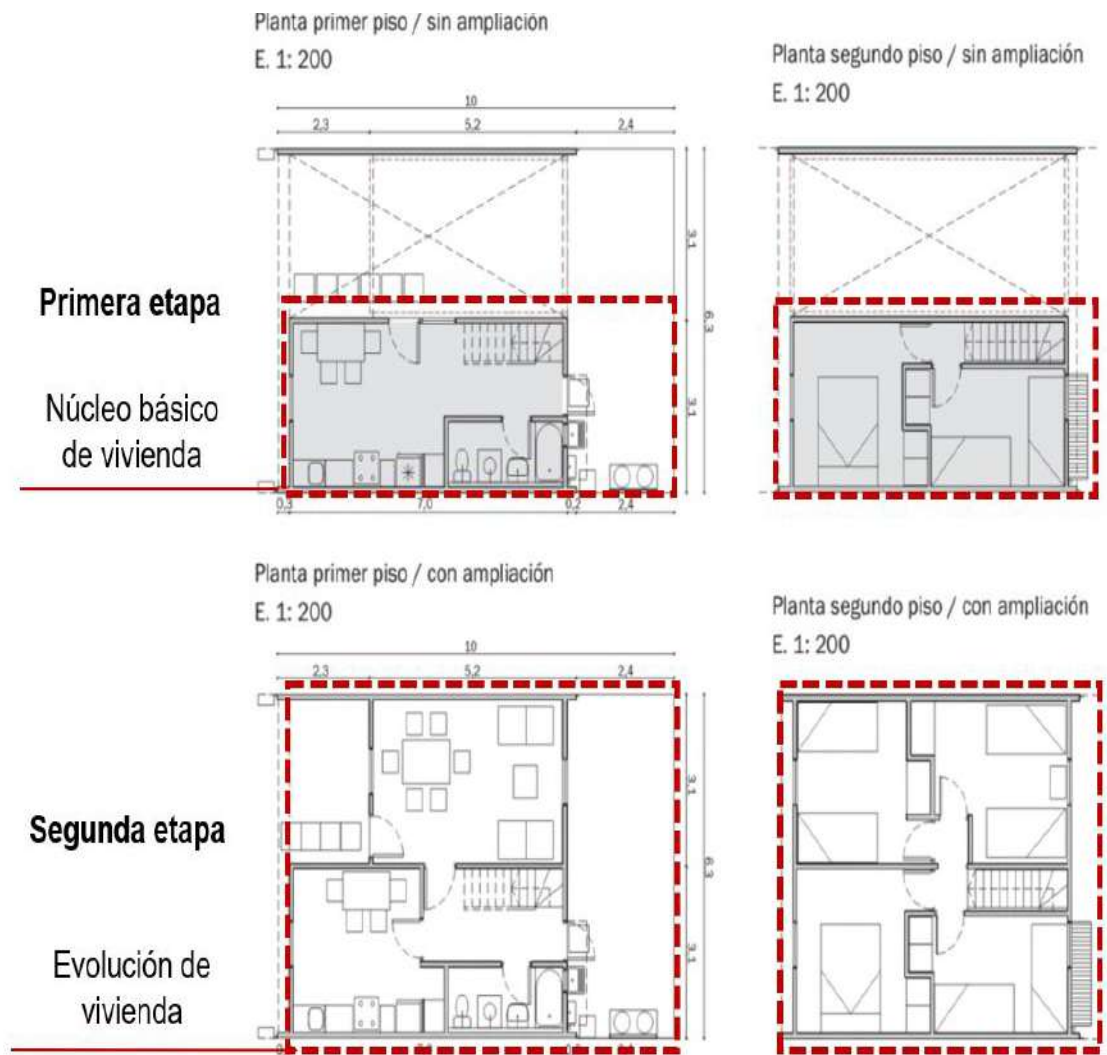 Planta primer piso / sin ampliación
E. 1: 200
Planta segundo piso / sin ampliación
E. 1: 200
10
2,3 5,2 2,4
3,1
6,3
3,1
Primera etapa
Núcleo básico
de vivienda
0,3 7,0 0,2 2,4
Planta primer piso / con ampliación
E. 1: 200
Planta segundo piso / con ampliación
E. 1: 200
10
2,3 5,2 2,4
3,1
6,3
3,1
Segunda etapa
Evolución de
vivienda
2,4